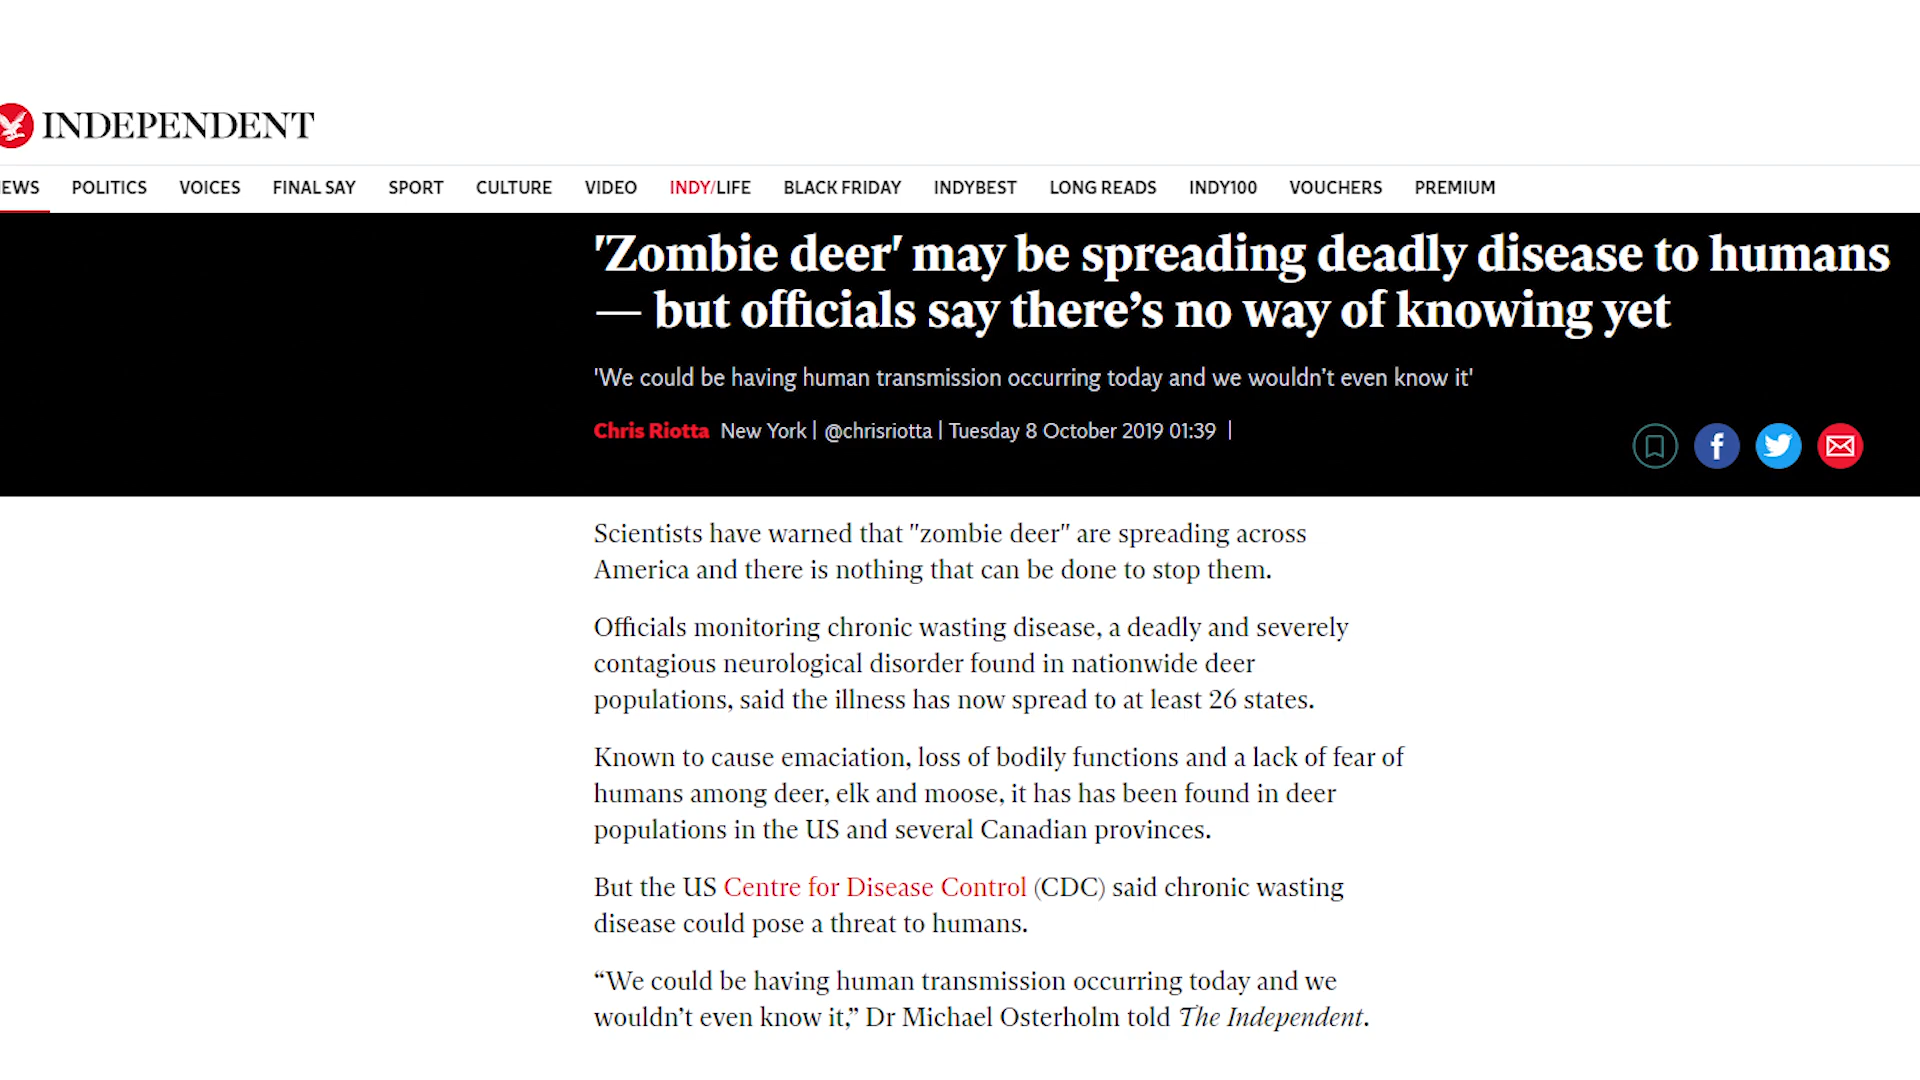 INDEPENDENT
EWS POLITICS VOICES FINAL SAY SPORT CULTURE VIDEO INDY/LIFE BLACK FRIDAY INDYBEST LONG READS INDY100 VOUCHERS PREMIUM
'Zombie deer' may be spreading deadly disease to humans
— but officials say there’s no way of knowing yet
'We could be having human transmission occurring today and we wouldn’t even know it'
Chris Riotta New York | @chrisriotta | Tuesday 8 October 2019 01:39 |
Scientists have warned that "zombie deer" are spreading across
America and there is nothing that can be done to stop them.
Officials monitoring chronic wasting disease, a deadly and severely
contagious neurological disorder found in nationwide deer
populations, said the illness has now spread to at least 26 states.
Known to cause emaciation, loss of bodily functions and a lack of fear of
humans among deer, elk and moose, it has has been found in deer
populations in the US and several Canadian provinces.
But the US Centre for Disease Control (CDC) said chronic wasting
disease could pose a threat to humans.
“We could be having human transmission occurring today and we
wouldn’t even know it,” Dr Michael Osterholm told The Independent.